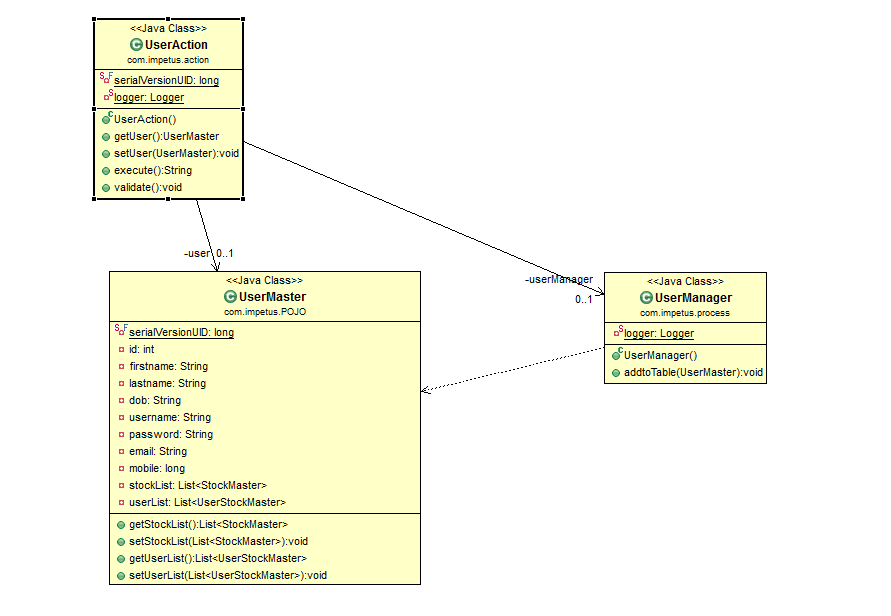 <<Java Class>>
UserAction
com.impetus.action
serialVersionUID: long
logger: Logger
UserAction()
getUser():UserMaster
setUser(UserMaster):void
execute():String
validate():void
-user 0..1
-userManager
0..1
<<Java Class>>
UserMaster
com.impetus.POJO
serialVersionUID: long
id: int
firstname: String
lastname: String
dob: String
username: String
password: String
email: String
mobile: long
stockList: List<StockMaster>
userList: List<UserStockMaster>
getStockList():List<StockMaster>
setStockList(List<StockMaster>):void
getUserList():List<UserStockMaster>
setUserList(List<UserStockMaster>):void
<<Java Class>>
UserManager
com.impetus.process
logger: Logger
UserManager()
addtoTable(UserMaster):void